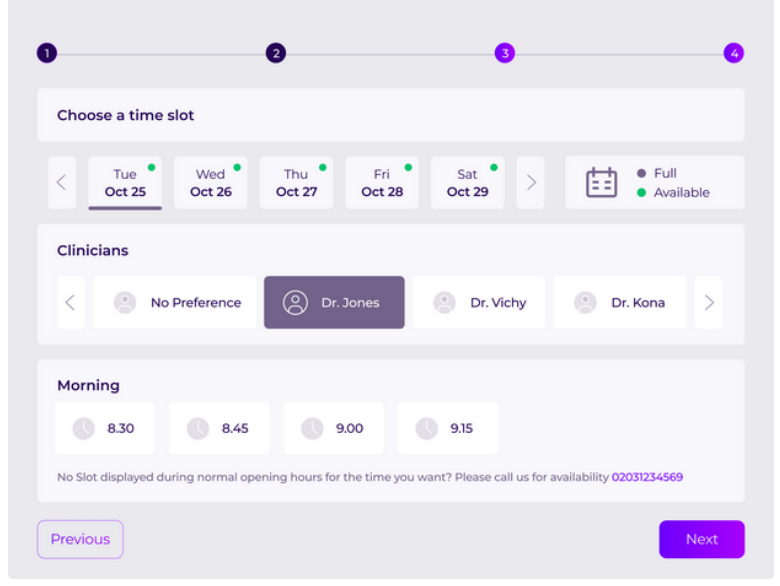 1 2 3 4
Choose a time slot
Tue Wed Thu Fri Sat Full
Oct 25 Oct 26 Oct 27 Oct 28 Oct 29 Available
Clinicians
No Preference Dr. Jones Dr. Vichy Dr. Kona
Morning
8.30 8.45 9.00 9.15
No Slot displayed during normal opening hours for the time you want? Please call us for availability 02031234569
Previous Next